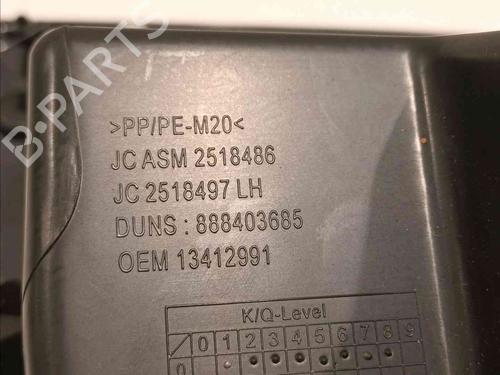 B-PARTS
>PP/PE-M20<
JC ASM 2518486
JC 2518497 LH
DUNS : 888403685
OEM 13412991
K/Q-Level
/ 0 1 2 3 4 5 6 7 8 9
0